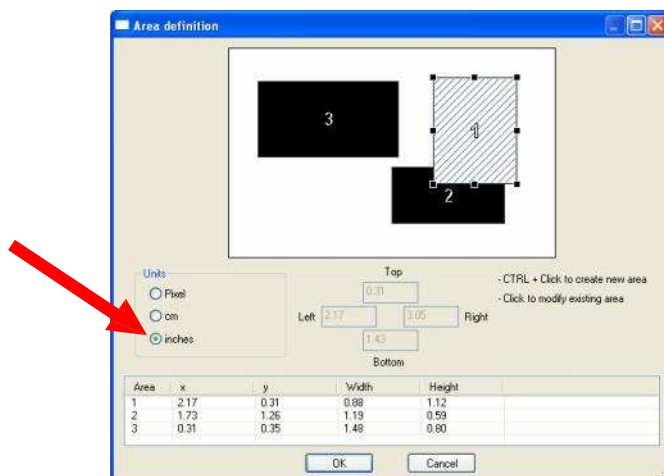 Area definition
3
1
2
Units
Pixel
cm
inches
Top
0.31
Left 2.17 3.05 Right
1.43
Bottom
- CTRL + Click to create new area
- Click to modify existing area
Area x y Width Height
1 2.17 0.31 0.88 1.12
2 1.73 1.26 1.19 0.59
3 0.31 0.35 1.48 0.80
OK Cancel